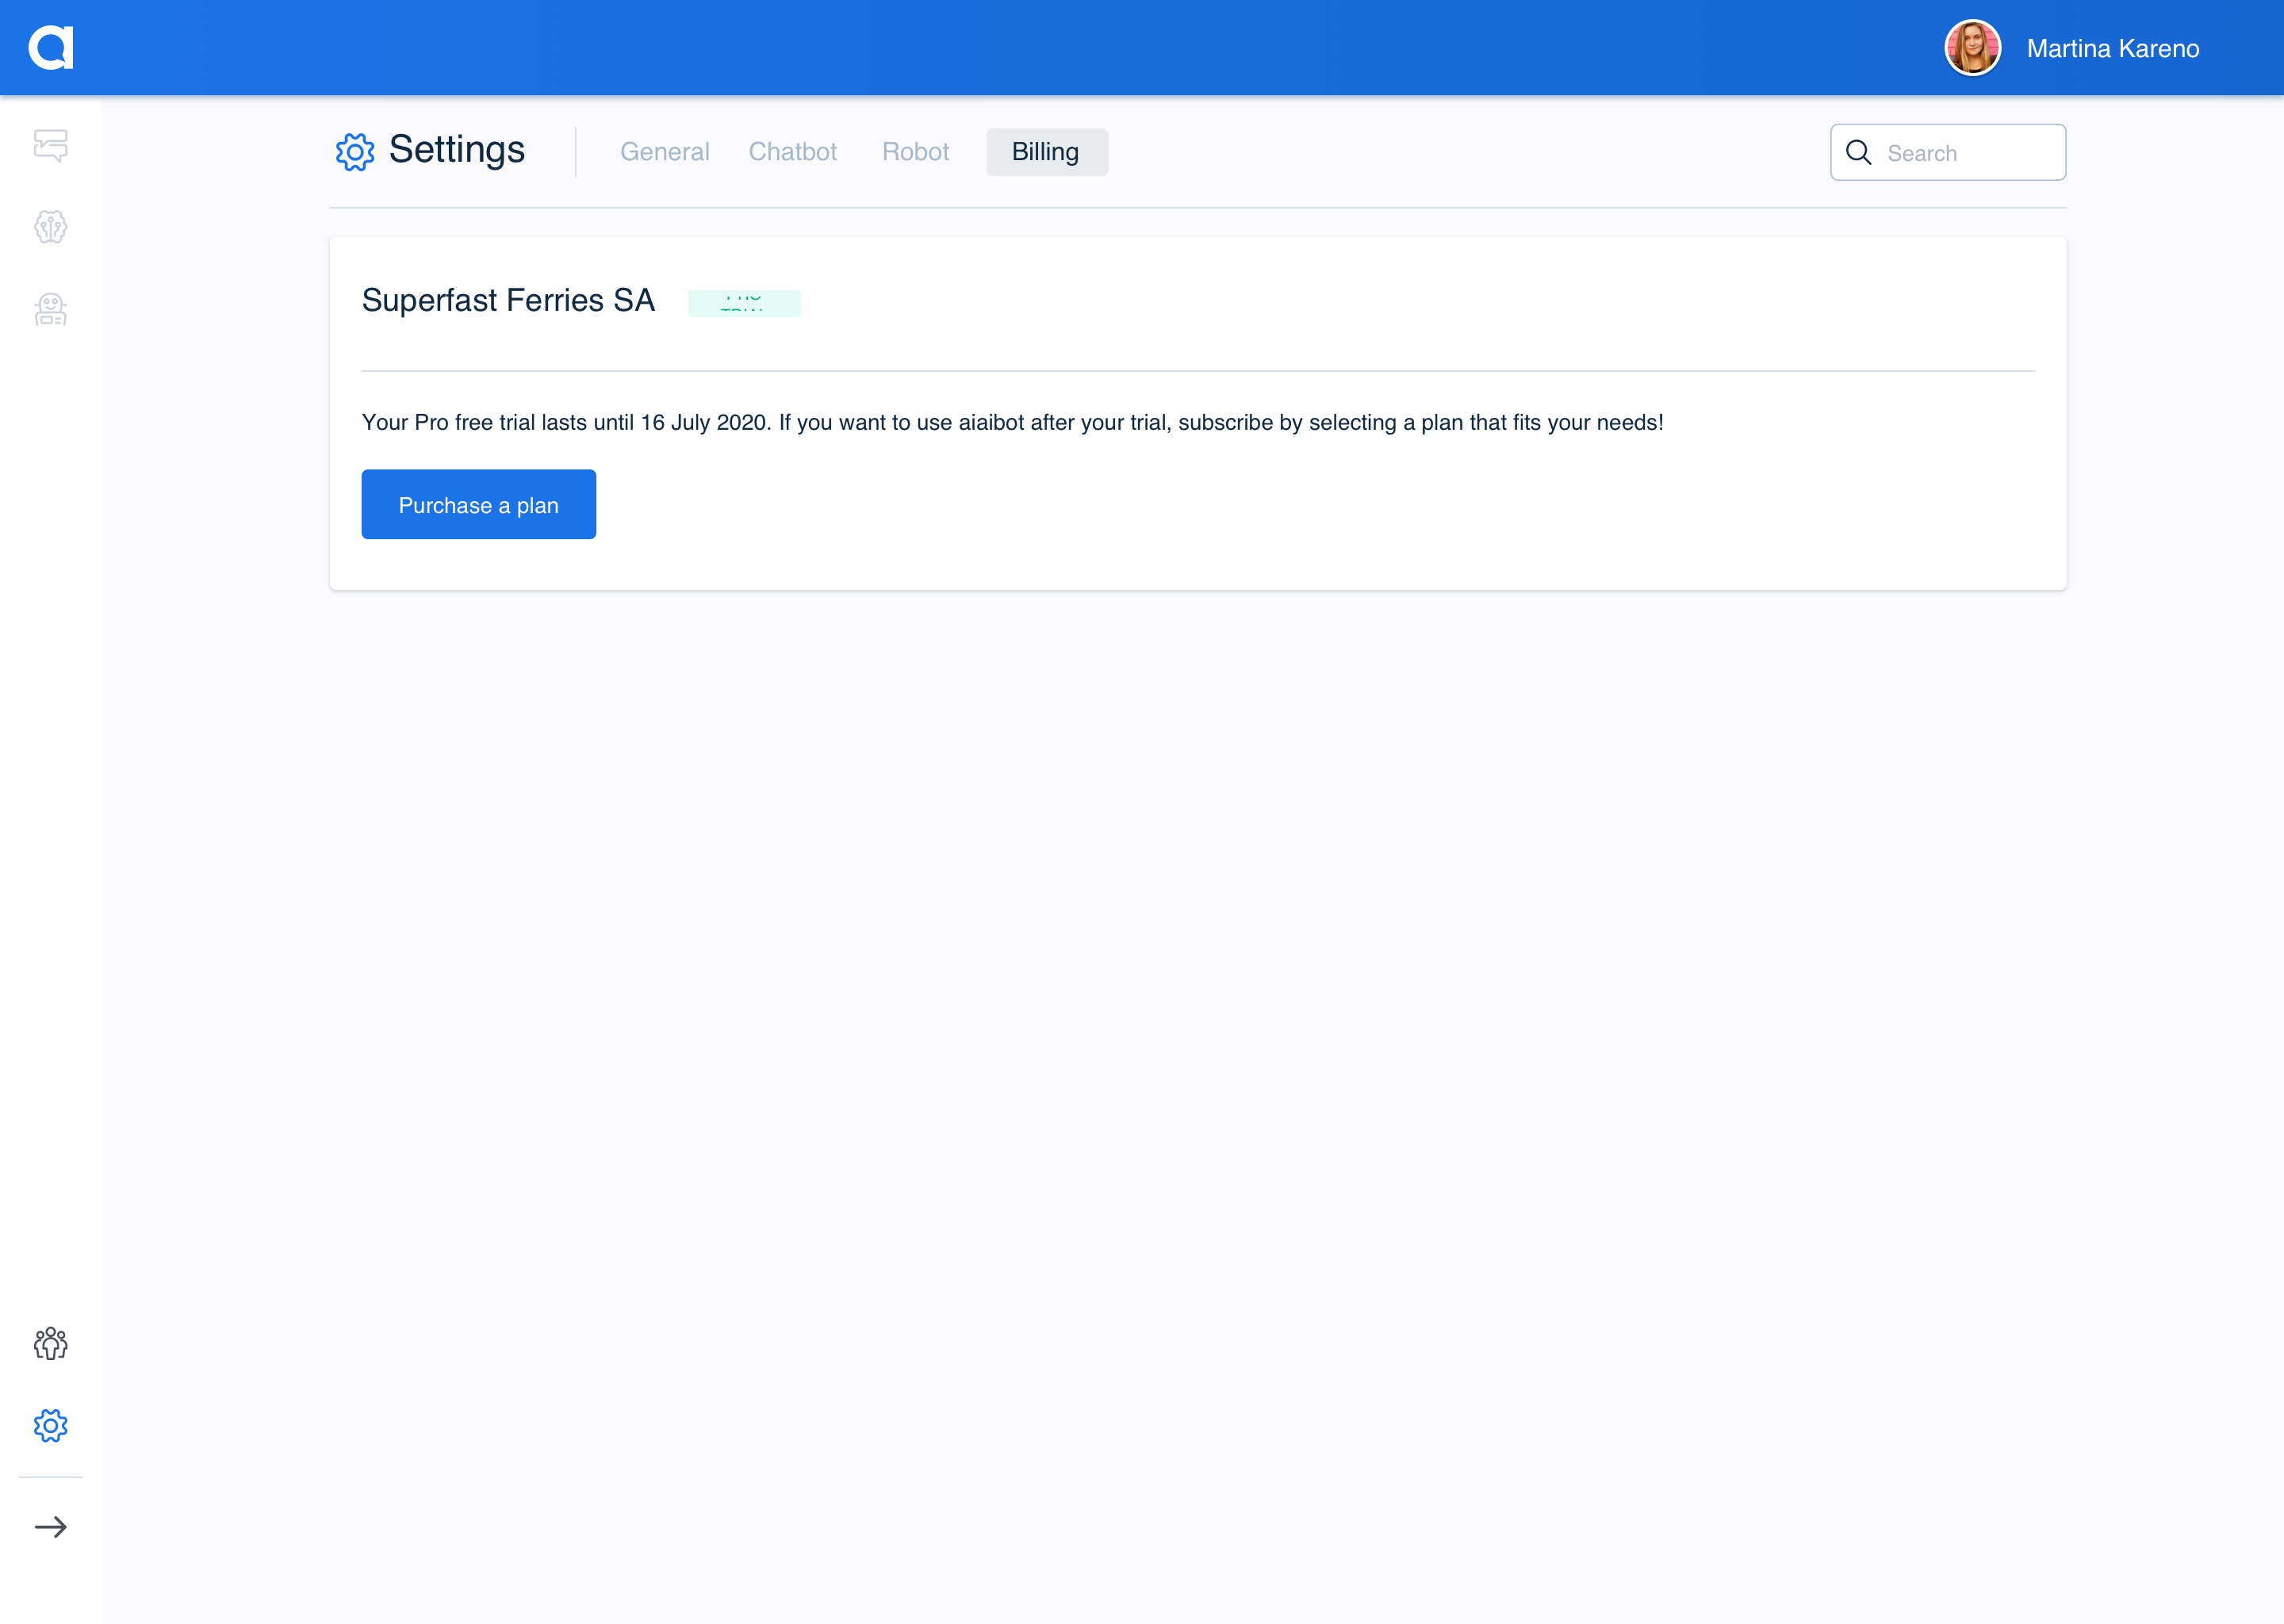 Martina Kareno
Settings
General
Chatbot
Robot
Billing
Search
Superfast Ferries SA
PRO
TRIAL
Your Pro free trial lasts until 16 July 2020. If you want to use aiaibot after your trial, subscribe by selecting a plan that fits your needs!
Purchase a plan